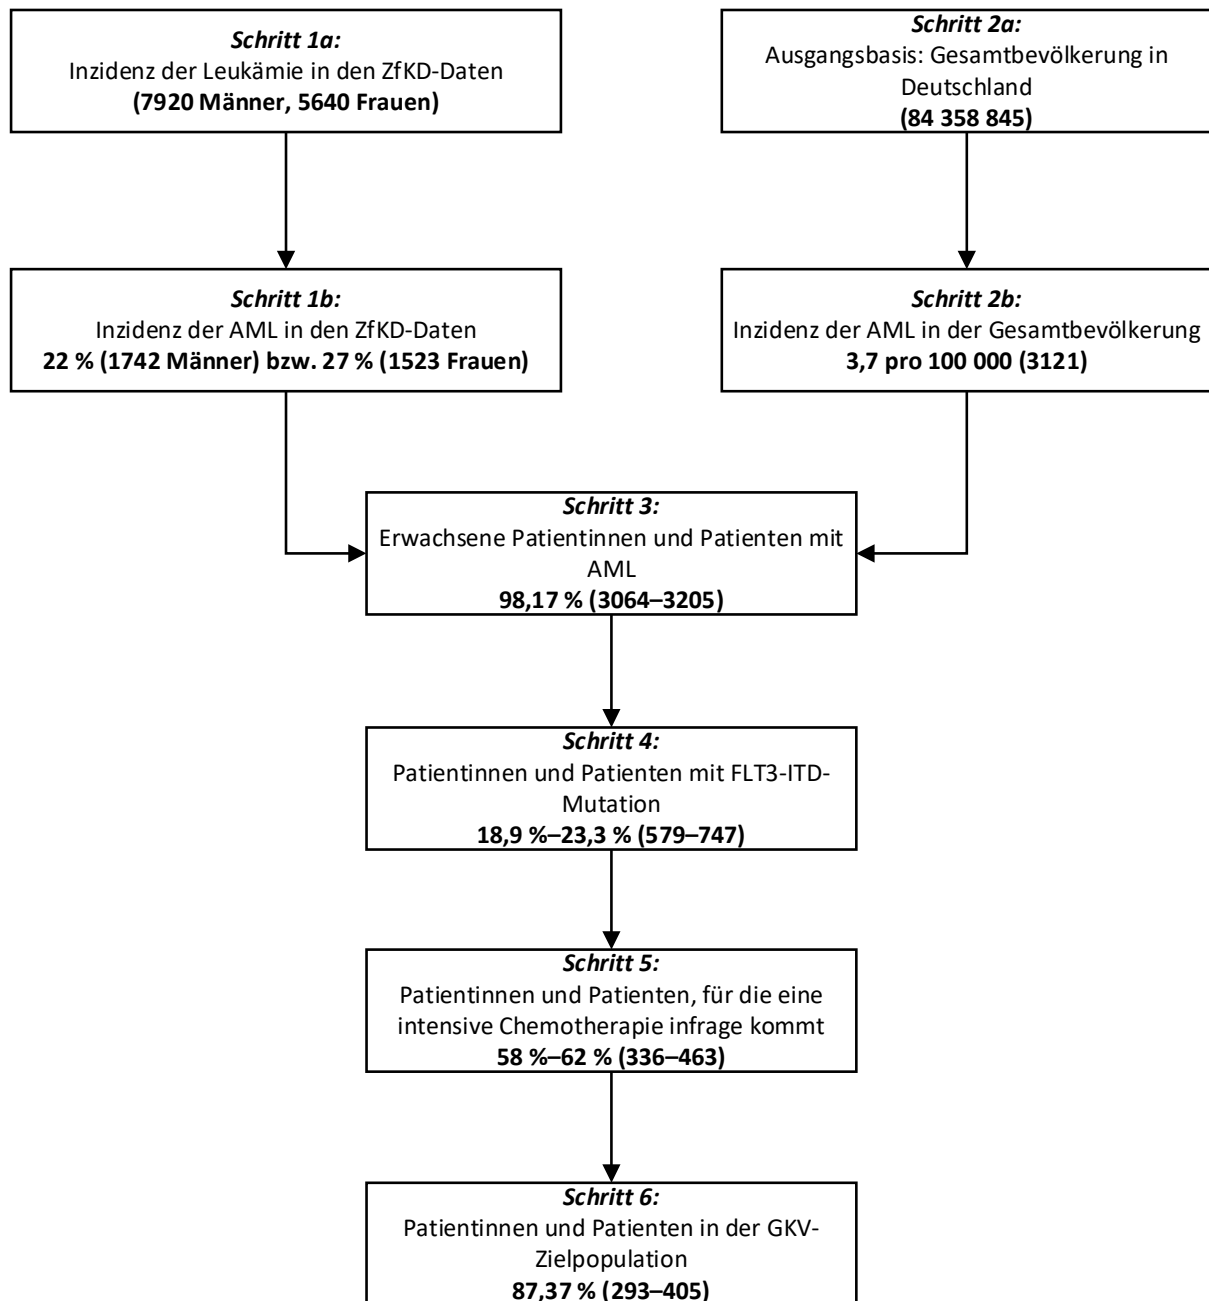 Schritt 1a:
Inzidenz der Leukämie in den ZfKD-Daten
(7920 Männer, 5640 Frauen)
Schritt 2a:
Ausgangsbasis: Gesamtbevölkerung in
Deutschland
(84 358 845)
Schritt 1b:
Inzidenz der AML in den ZfKD-Daten
22 % (1742 Männer) bzw. 27 % (1523 Frauen)
Schritt 2b:
Inzidenz der AML in der Gesamtbevölkerung
3,7 pro 100 000 (3121)
Schritt 3:
Erwachsene Patientinnen und Patienten mit
AML
98,17 % (3064–3205)
Schritt 4:
Patientinnen und Patienten mit FLT3-ITD-
Mutation
18,9 %–23,3 % (579–747)
Schritt 5:
Patientinnen und Patienten, für die eine
intensive Chemotherapie infrage kommt
58 %–62 % (336–463)
Schritt 6:
Patientinnen und Patienten in der GKV-
Zielpopulation
87,37 % (293–405)